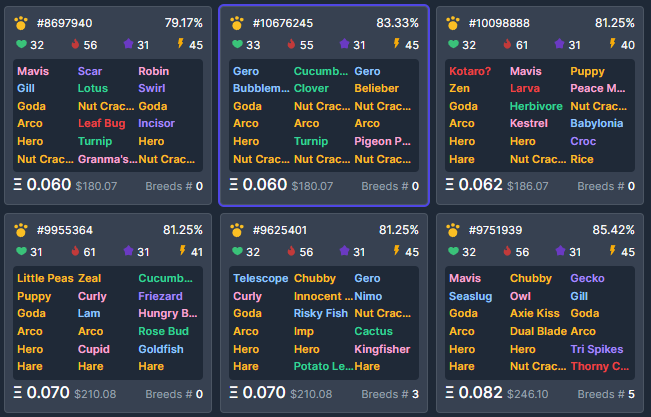 #8697940 79.17%
32 56 31 45
Mavis Scar Robin
Gill Lotus Swirl
Goda Nut Crac... Goda
Arco Leaf Bug Incisor
Hero Turnip Hero
Nut Crac... Granma's... Nut Crac...
Ξ 0.060 $180.07 Breeds # 0
#10676245 83.33%
33 55 31 45
Gero Cucumb... Gero
Bubblem... Clover Belieber
Goda Nut Crac... Nut Crac...
Arco Arco Arco
Hero Turnip Pigeon P...
Nut Crac... Nut Crac... Nut Crac...
Ξ 0.060 $180.07 Breeds # 0
#10098888 81.25%
32 61 31 40
Kotaro? Mavis Puppy
Zen Larva Peace M...
Goda Herbivore Nut Crac...
Arco Kestrel Babylonia
Hero Hero Croc
Hare Nut Crac... Rice
Ξ 0.062 $186.07 Breeds # 0
#9955364 81.25%
31 61 31 41
Little Peas Zeal Cucumb...
Puppy Curly Friezard
Goda Lam Hungry B...
Arco Arco Rose Bud
Hero Cupid Goldfish
Hare Hare Hare
Ξ 0.070 $210.08 Breeds # 0
#9625401 81.25%
32 56 31 45
Telescope Chubby Gero
Curly Innocent ... Nimo
Goda Risky Fish Nut Crac...
Arco Imp Cactus
Hero Hero Kingfisher
Hare Potato Le... Hare
Ξ 0.070 $210.08 Breeds # 3
#9751939 85.42%
32 56 31 45
Mavis Chubby Gecko
Seaslug Owl Gill
Goda Axie Kiss Goda
Arco Dual Blade Arco
Hero Hero Tri Spikes
Hare Nut Crac... Thorny C...
Ξ 0.082 $246.10 Breeds # 5